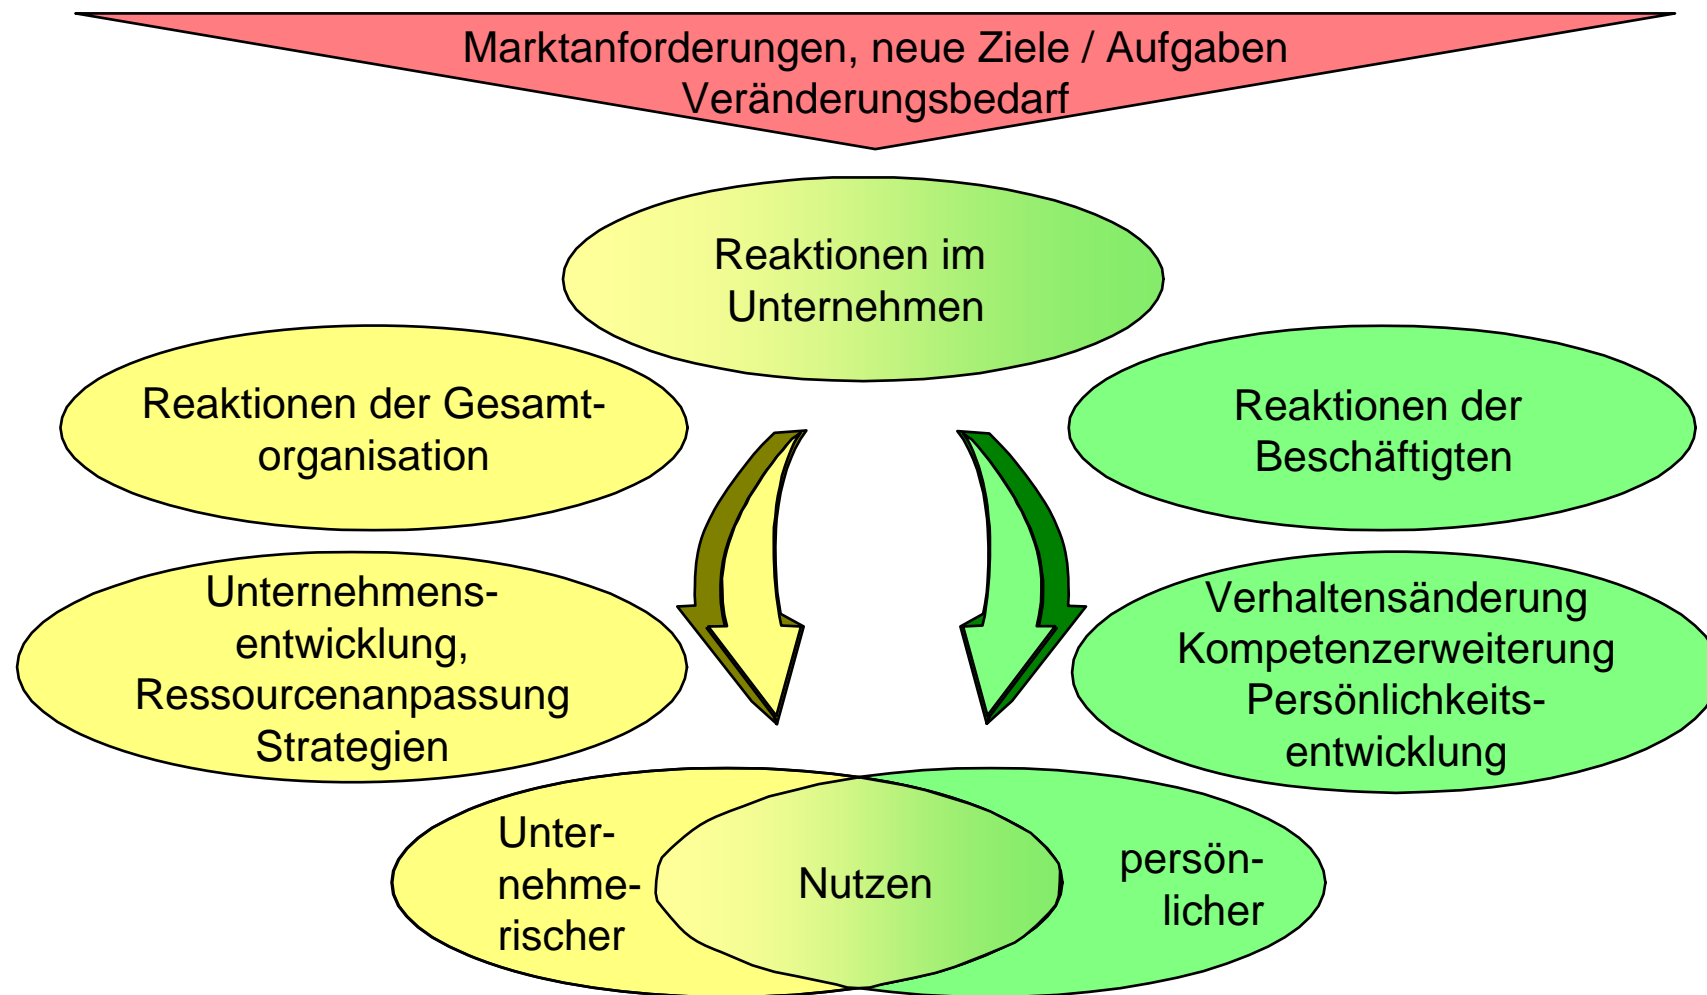 Marktanforderungen, neue Ziele / Aufgaben
Veränderungsbedarf
Reaktionen im
Unternehmen
Reaktionen der Gesamt-
organisation
Reaktionen der
Beschäftigten
Unternehmens-
entwicklung,
Ressourcenanpassung
Strategien
Verhaltensänderung
Kompetenzerweiterung
Persönlichkeits-
entwicklung
Unter-
nehme-
rischer
Nutzen
persön-
licher